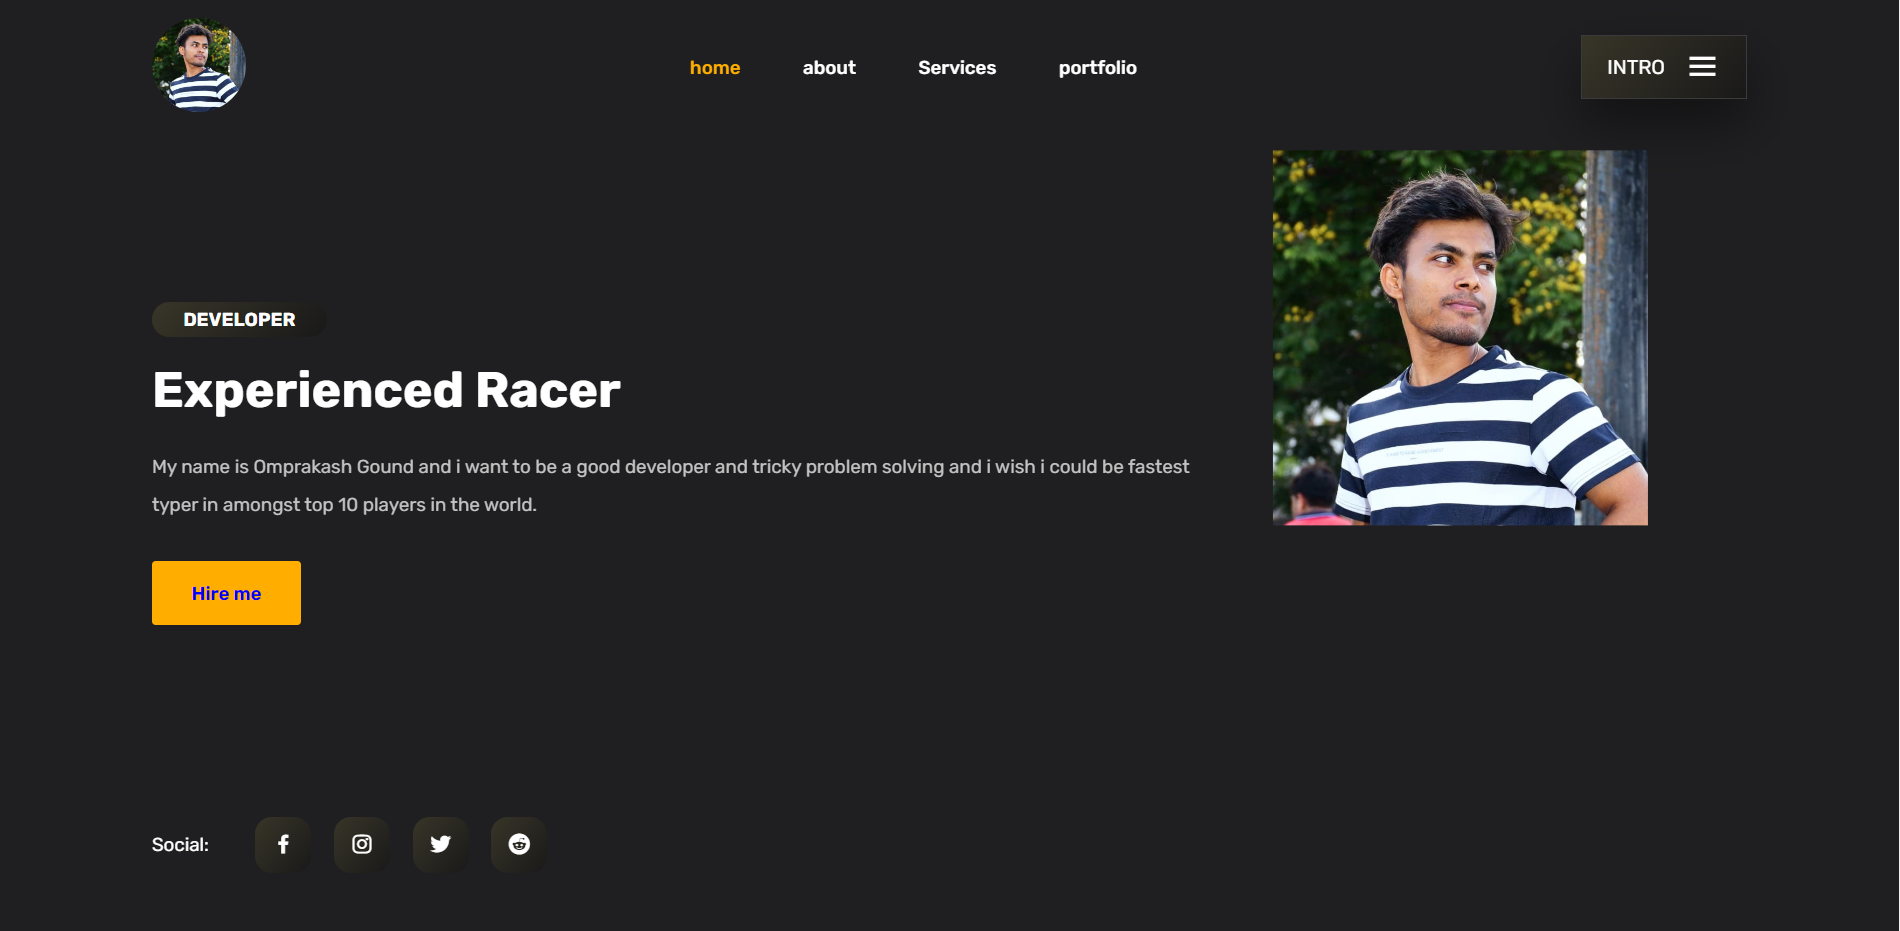 home about Services portfolio
INTRO
DEVELOPER
Experienced Racer
My name is Omprakash Gound and i want to be a good developer and tricky problem solving and i wish i could be fastest
typer in amongst top 10 players in the world.
Hire me
Social: